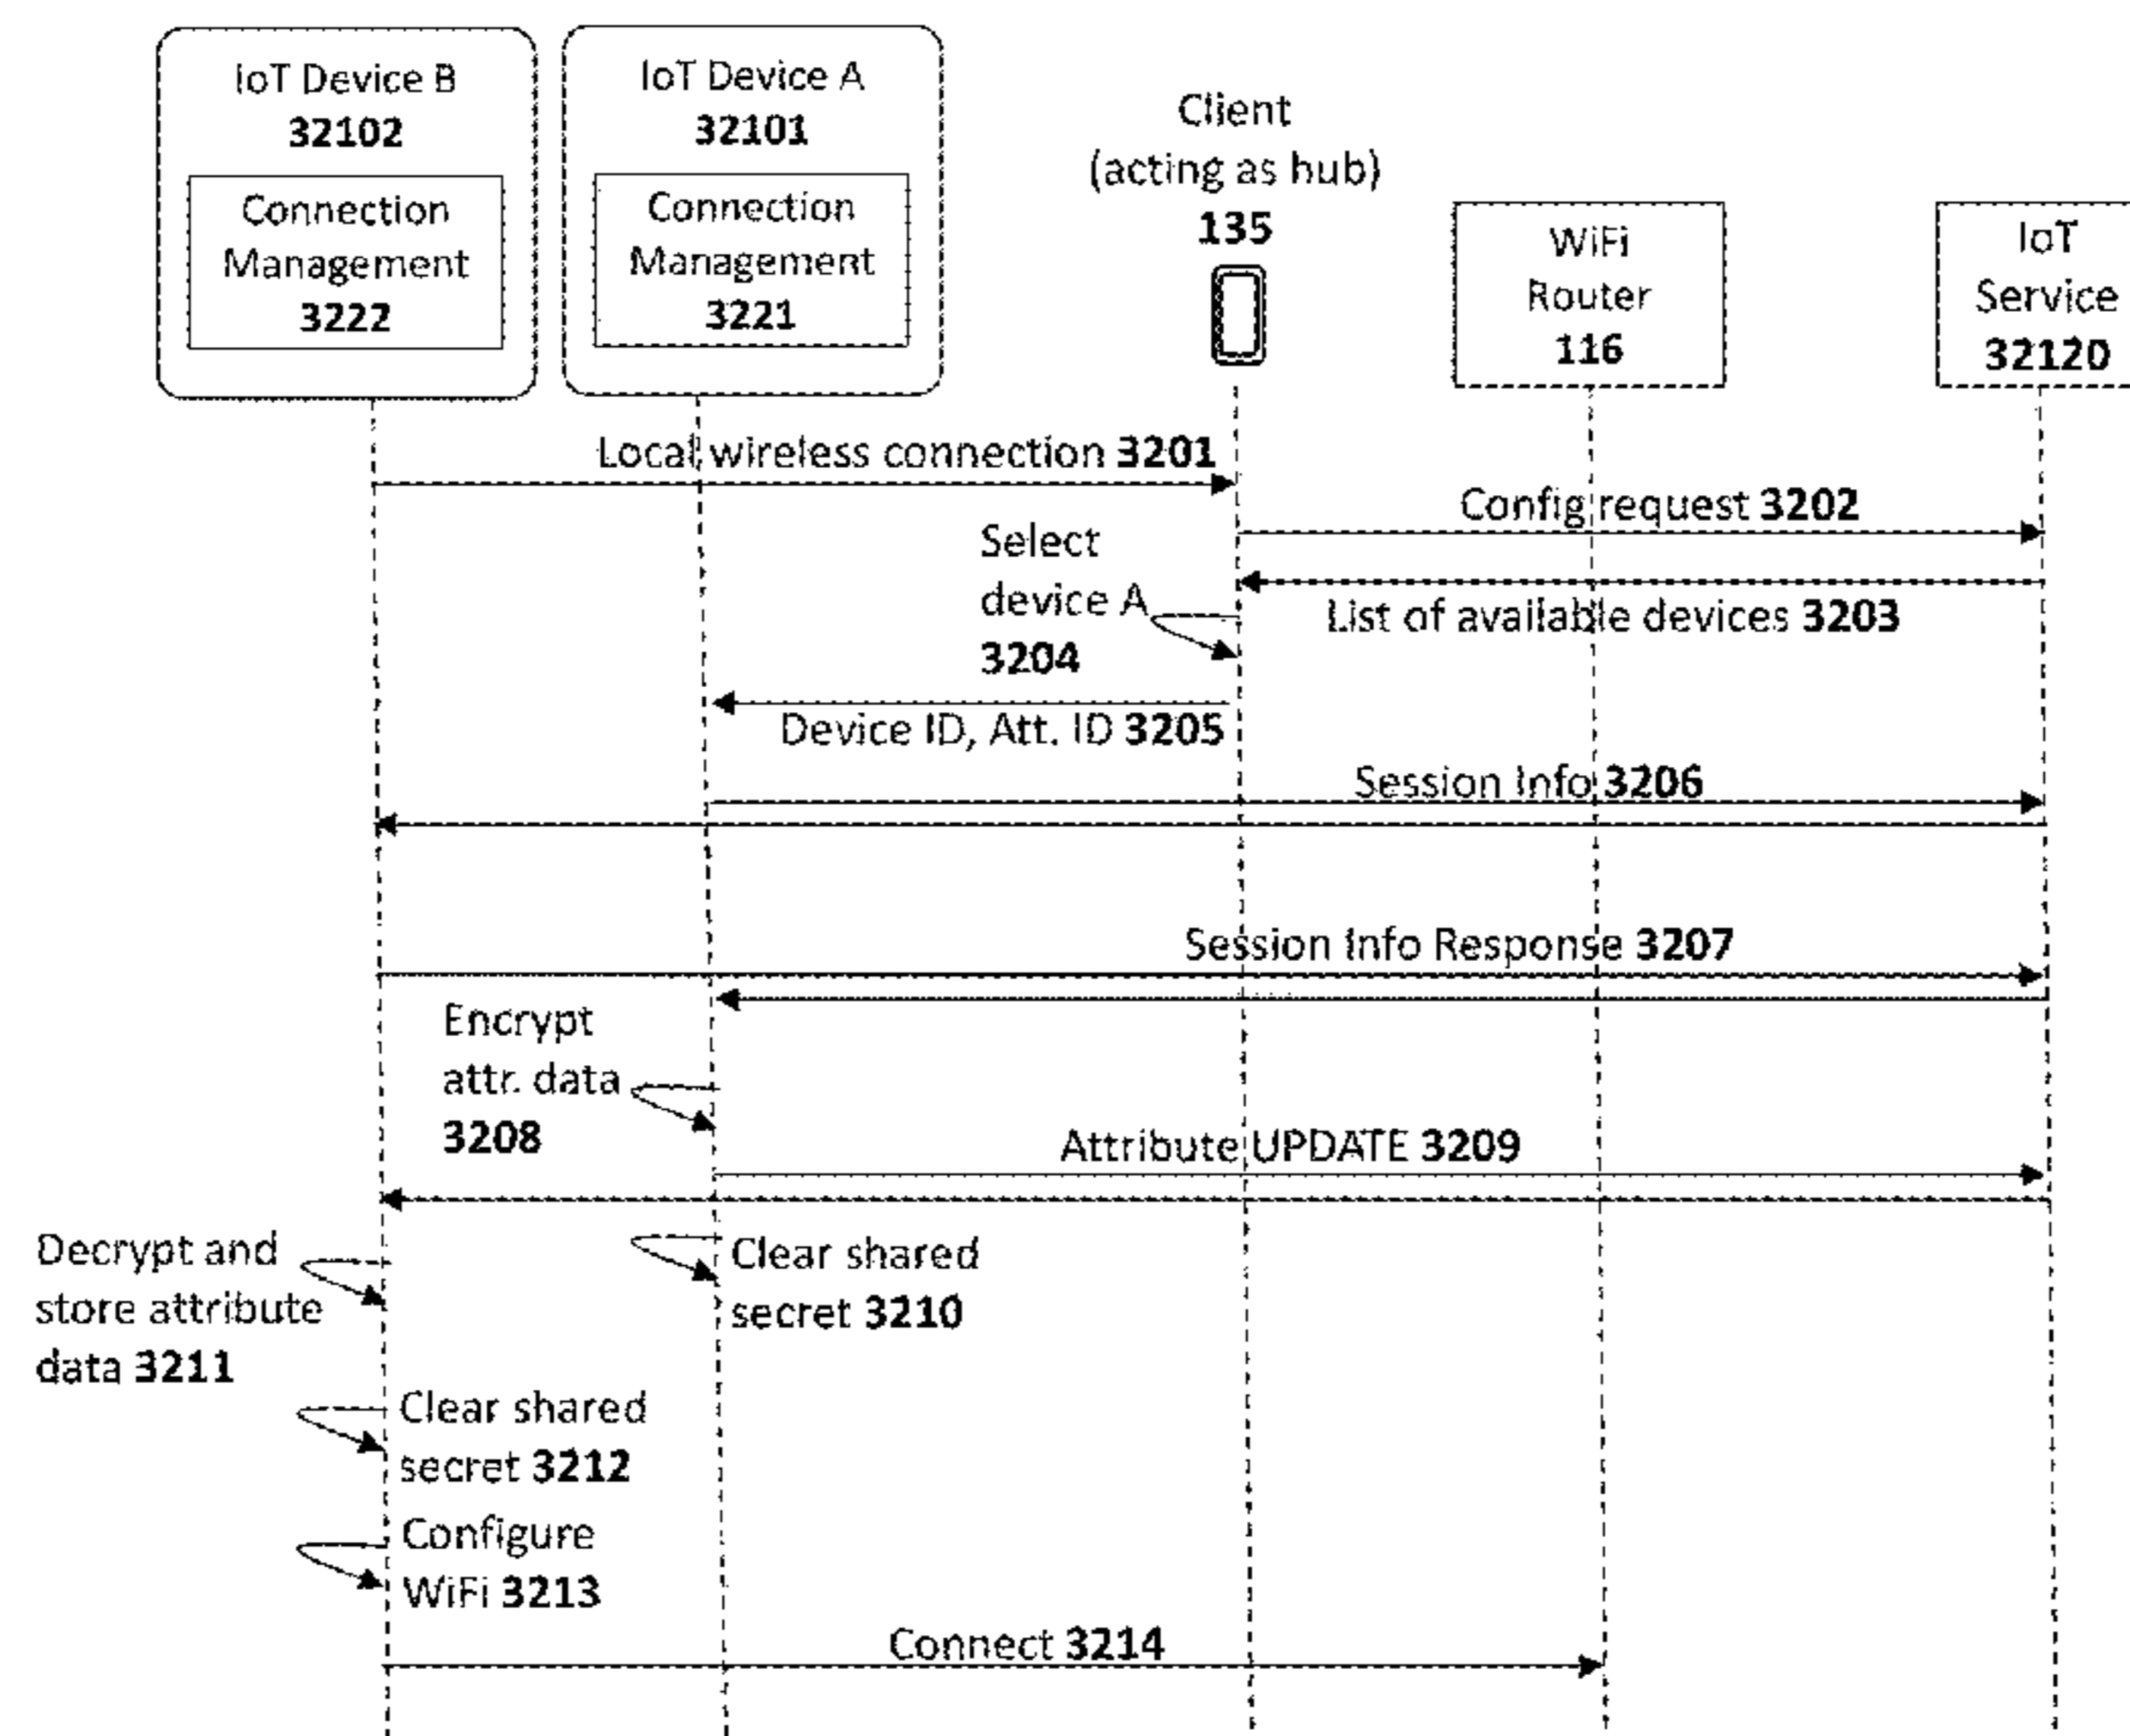 IoT Device B
32102
Connection
Management
3222
IoT Device A
32101
Connection
Management
3221
Client
(acting as hub)
135
WiFi
Router
116
IoT
Service
32120
Local wireless connection 3201
Config request 3202
Select
device A
3204
List of available devices 3203
Device ID, Att. ID 3205
Session Info 3206
Session Info Response 3207
Encrypt
attr. data
3208
Attribute UPDATE 3209
Decrypt and
store attribute
data 3211
Clear shared
secret 3210
Clear shared
secret 3212
Configure
WiFi 3213
Connect 3214